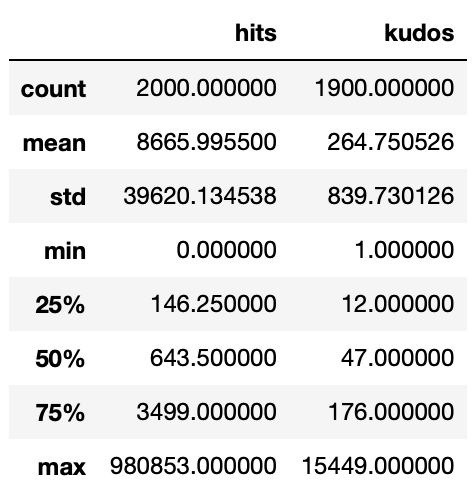 hits kudos
count 2000.000000 1900.000000
mean 8665.995500 264.750526
std 39620.134538 839.730126
min 0.000000 1.000000
25% 146.250000 12.000000
50% 643.500000 47.000000
75% 3499.000000 176.000000
max 980853.000000 15449.000000